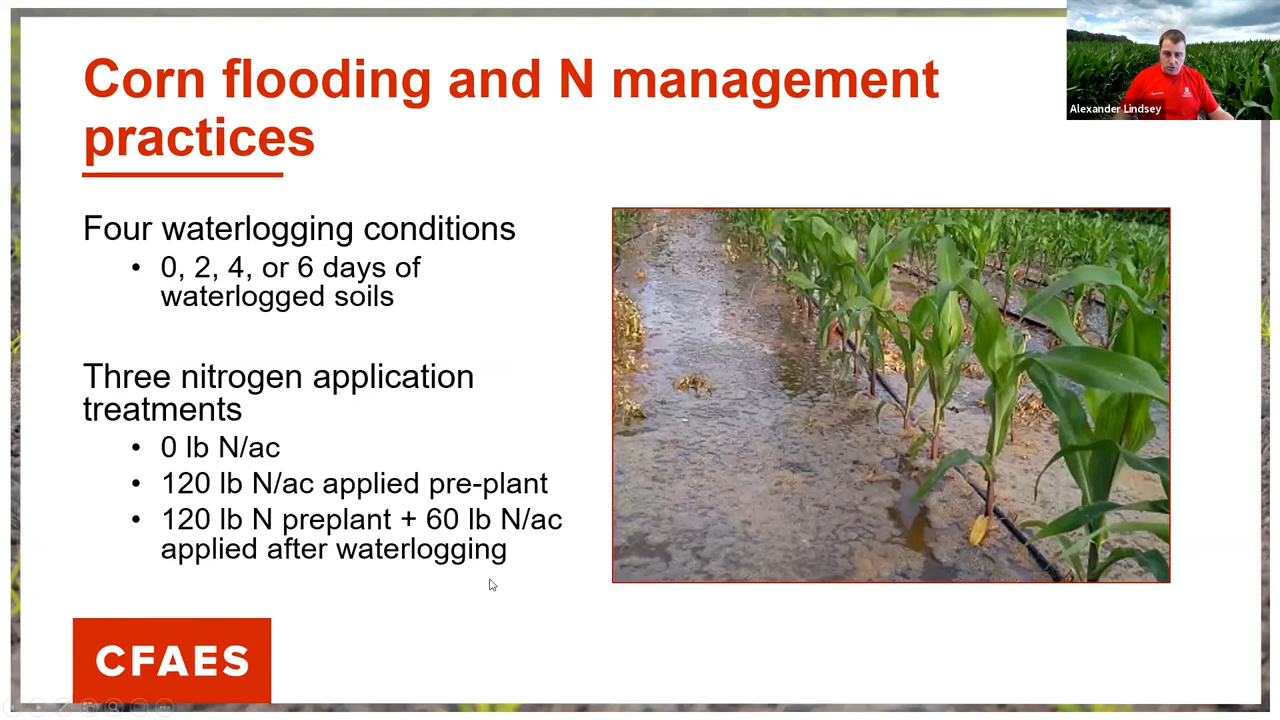 Corn flooding and N management
practices
Alexander Lindsey
Four waterlogging conditions
• 0, 2, 4, or 6 days of
waterlogged soils
Three nitrogen application
treatments
• 0 lb N/ac
• 120 lb N/ac applied pre-plant
• 120 lb N preplant + 60 lb N/ac
applied after waterlogging
CFAES